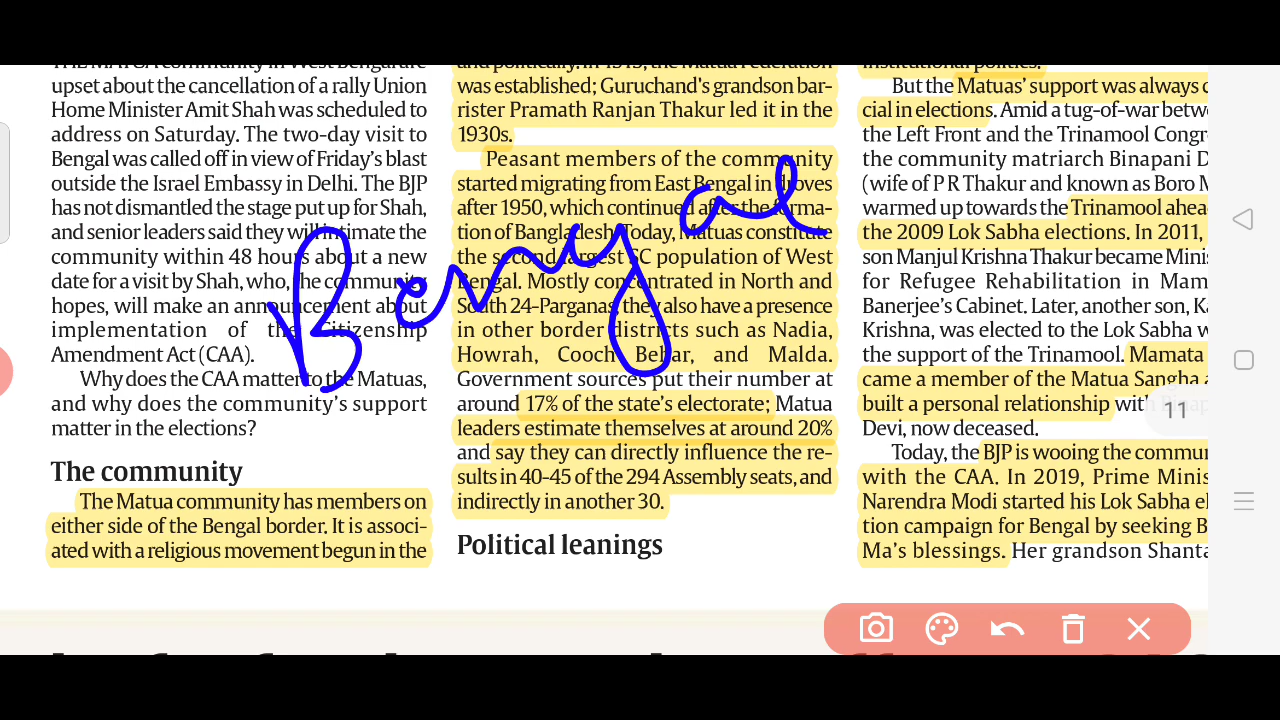 upset about the cancellation of a rally Union
Home Minister Amit Shah was scheduled to
address on Saturday. The two-day visit to
Bengal was called off in view of Friday's blast
outside the Israel Embassy in Delhi. The BJP
has not dismantled the stage put up for Shah,
and senior leaders said they will intimate the
community within 48 hours about a new
date for a visit by Shah, who, the community
hopes, will make an announcement about
implementation of the Citizenship
Amendment Act (CAA).
Why does the CAA matter to the Matuas,
and why does the community's support
matter in the elections?
The community
The Matua community has members on
either side of the Bengal border. It is associ-
ated with a religious movement begun in the
was established; Guruchand's grandson bar-
rister Pramath Ranjan Thakur led it in the
1930s.
Peasant members of the community
started migrating from East Bengal in droves
after 1950, which continued after the forma-
tion of Bangladesh. Today, Matuas constitute
the second largest SC population of West
Bengal. Mostly concentrated in North and
South 24-Parganas, they also have a presence
in other border districts such as Nadia,
Howrah, Cooch Behar, and Malda.
Government sources put their number at
around 17% of the state's electorate; Matua
leaders estimate themselves at around 20%
and say they can directly influence the re-
sults in 40-45 of the 294 Assembly seats, and
indirectly in another 30.
Political leanings
institutional politics.
But the Matuas' support was always c
cial in elections. Amid a tug-of-war betw
the Left Front and the Trinamool Congr
the community matriarch Binapani D
(wife of P R Thakur and known as Boro M
warmed up towards the Trinamool ahea
the 2009 Lok Sabha elections. In 2011,
son Manjul Krishna Thakur became Minis
for Refugee Rehabilitation in Mam
Banerjee's Cabinet. Later, another son, Ka
Krishna, was elected to the Lok Sabha w
the support of the Trinamool. Mamata
came a member of the Matua Sangha a
built a personal relationship with
Devi, now deceased.
Today, the BJP is wooing the commun
with the CAA. In 2019, Prime Minis
Narendra Modi started his Lok Sabha el
tion campaign for Bengal by seeking B
Ma's blessings. Her grandson Shanta
Bengal
11